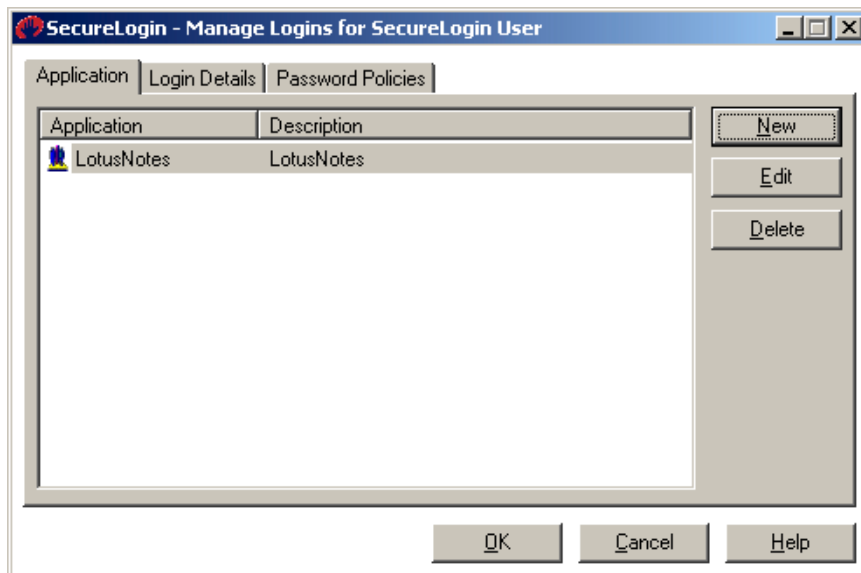 SecureLogin - Manage Logins for SecureLogin User
Application Login Details Password Policies
Application Description
LotusNotes LotusNotes
New
Edit
Delete
OK Cancel Help